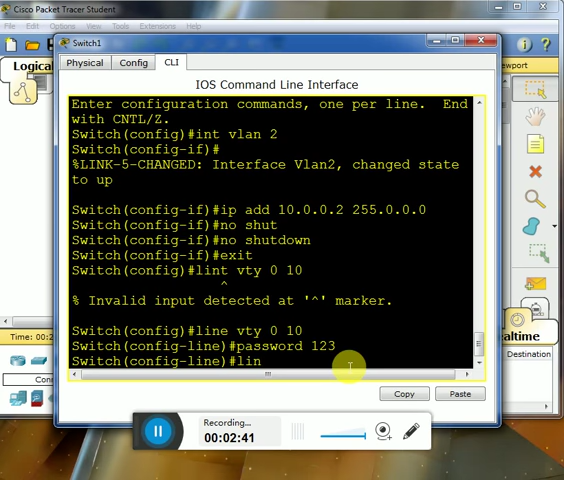 Cisco Packet Tracer Student
File Edit Options View Tools Extensions Help
Switch1
Logical
Physical Config CLI
IOS Command Line Interface
Enter configuration commands, one per line. End
with CNTL/Z.
Switch(config)#int vlan 2
Switch(config-if)#
%LINK-5-CHANGED: Interface Vlan2, changed state
to up
Switch(config-if)#ip add 10.0.0.2 255.0.0.0
Switch(config-if)#no shut
Switch(config-if)#no shutdown
Switch(config-if)#exit
Switch(config)#lint vty 0 10
^
% Invalid input detected at '^' marker.
Switch(config)#line vty 0 10
Switch(config-line)#password 123
Switch(config-line)#lin
Copy Paste
Time: 00:2
ealtime
Destination
Recording...
00:02:41